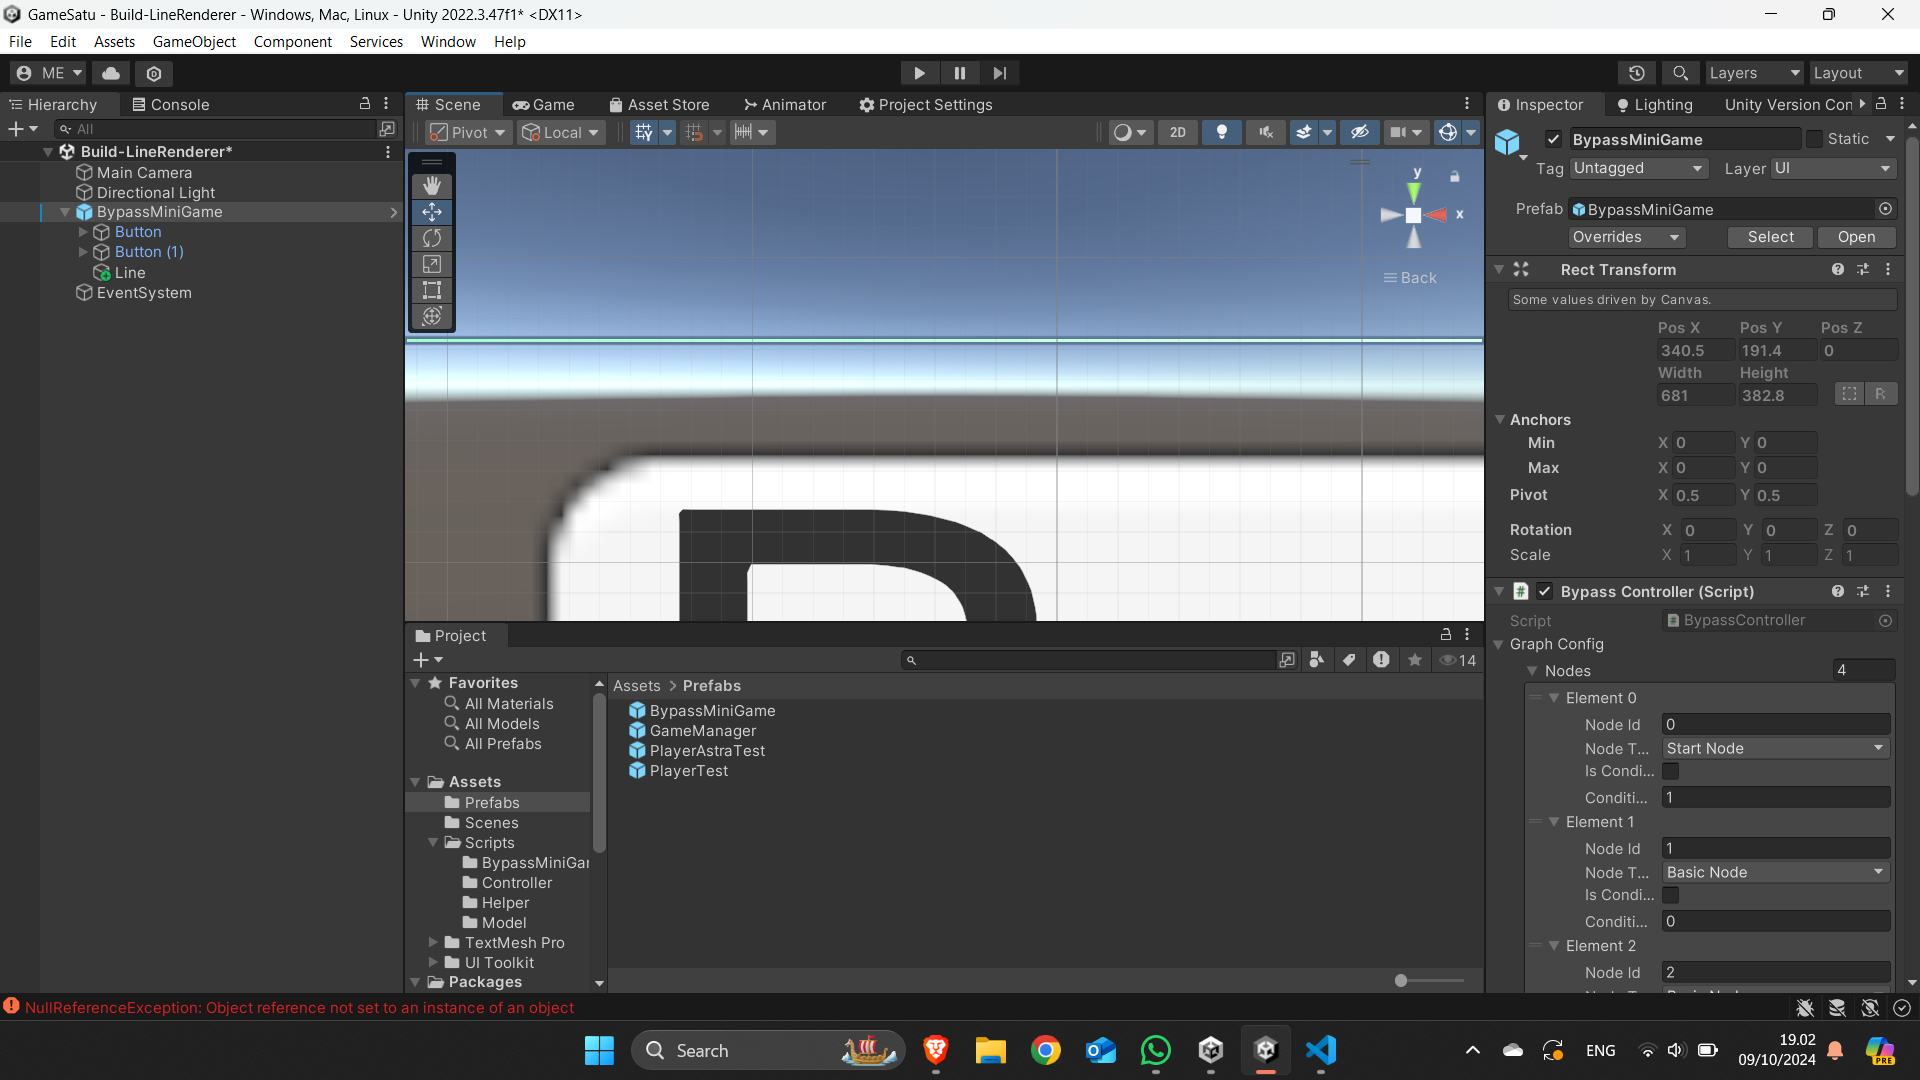 GameSatu - Build-LineRenderer - Windows, Mac, Linux - Unity 2022.3.47f1* <DX11>
File Edit Assets GameObject Component Services Window Help
ME Layers Layout
Hierarchy Console
All
Build-LineRenderer*
Main Camera
Directional Light
BypassMiniGame
Button
Button (1)
Line
EventSystem
Scene Game Asset Store Animator Project Settings
Pivot Local 2D
y
x
Back
Project
14
Favorites
All Materials
All Models
All Prefabs
Assets
Prefabs
Scenes
Scripts
BypassMiniGar
Controller
Helper
Model
TextMesh Pro
UI Toolkit
Packages
Assets > Prefabs
BypassMiniGame
GameManager
PlayerAstraTest
PlayerTest
Inspector Lighting Unity Version Con
BypassMiniGame Static
Tag Untagged Layer UI
Prefab BypassMiniGame
Overrides Select Open
Rect Transform
Some values driven by Canvas.
Pos X Pos Y Pos Z
340.5 191.4 0
Width Height
681 382.8 R
Anchors
Min X 0 Y 0
Max X 0 Y 0
Pivot X 0.5 Y 0.5
Rotation X 0 Y 0 Z 0
Scale X 1 Y 1 Z 1
# Bypass Controller (Script)
Script BypassController
Graph Config
Nodes 4
Element 0
Node Id 0
Node T... Start Node
Is Condi...
Conditi... 1
Element 1
Node Id 1
Node T... Basic Node
Is Condi...
Conditi... 0
Element 2
Node Id 2
NullReferenceException: Object reference not set to an instance of an object
Search
ENG
19.02
09/10/2024
PRE